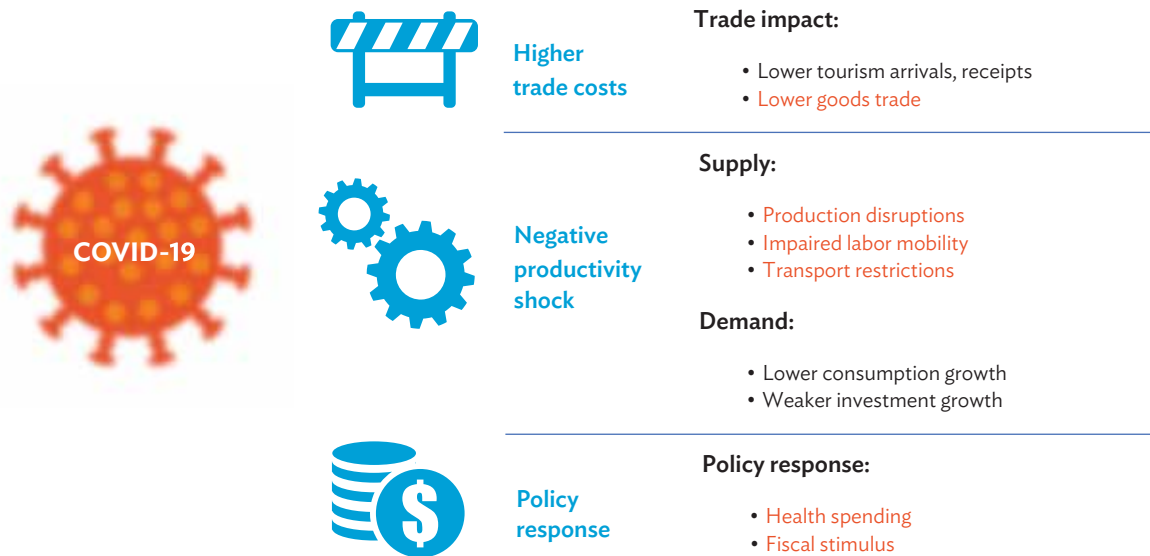 COVID-19
Higher
trade costs
Trade impact:
• Lower tourism arrivals, receipts
• Lower goods trade
Negative
productivity
shock
Supply:
• Production disruptions
• Impaired labor mobility
• Transport restrictions
Demand:
• Lower consumption growth
• Weaker investment growth
$
Policy
response
Policy response:
• Health spending
• Fiscal stimulus